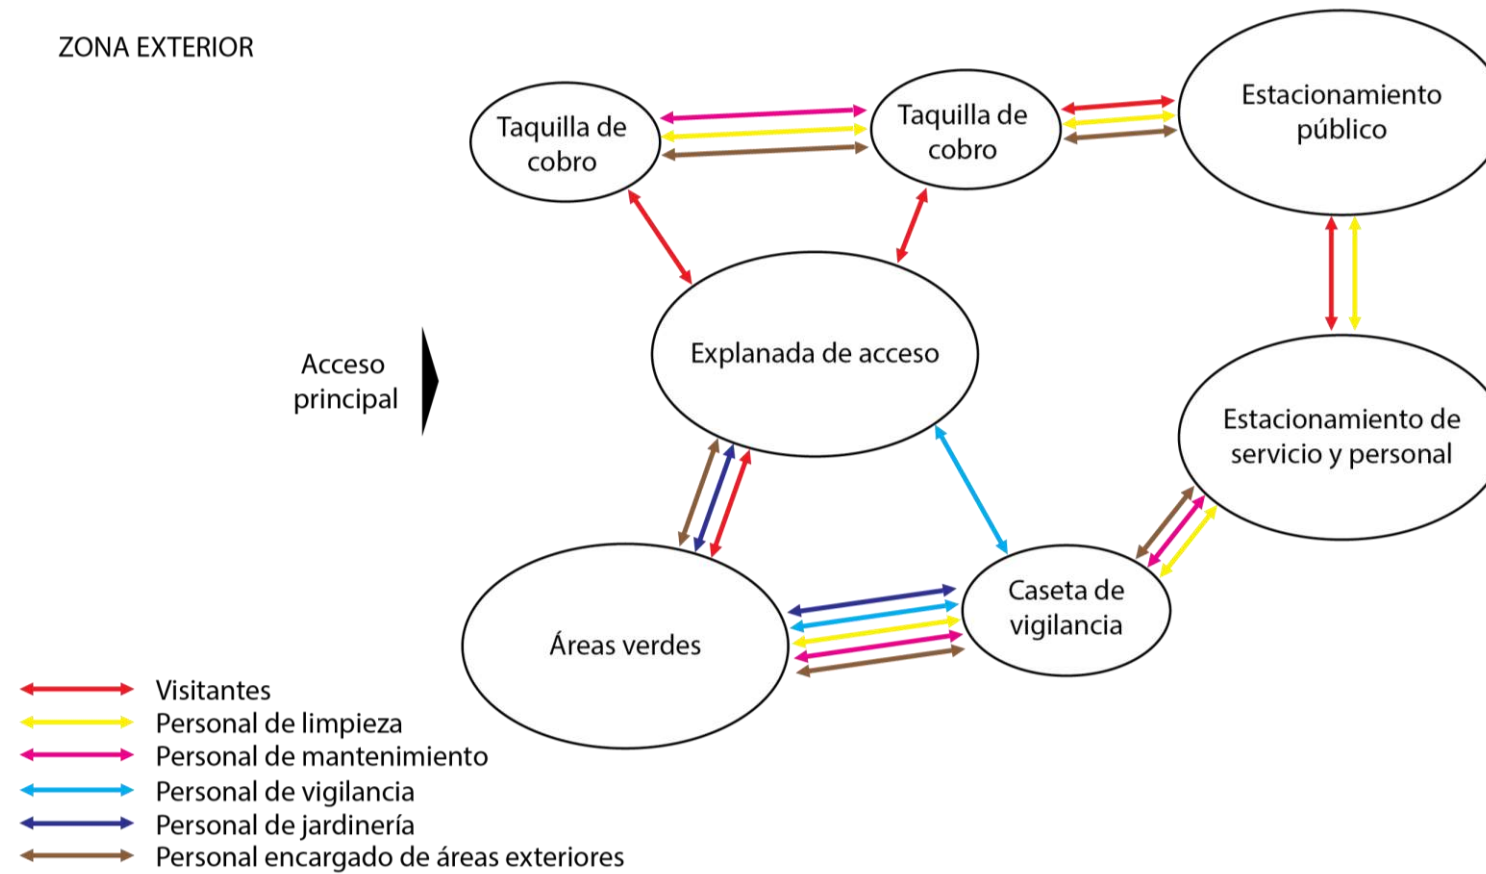 ZONA EXTERIOR
Taquilla de
cobro
Taquilla de
cobro
Estacionamiento
público
Acceso
principal
Explanada de acceso
Estacionamiento de
servicio y personal
Áreas verdes
Caseta de
vigilancia
Visitantes
Personal de limpieza
Personal de mantenimiento
Personal de vigilancia
Personal de jardinería
Personal encargado de áreas exteriores